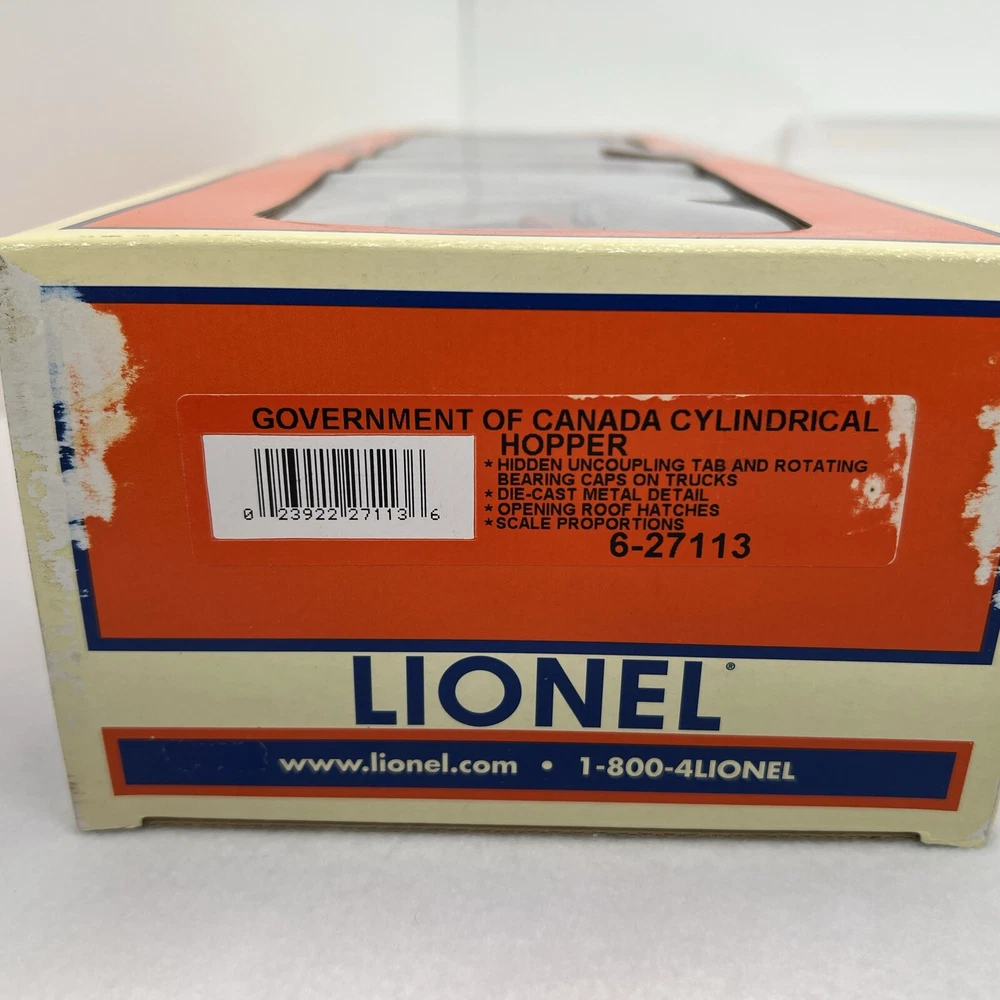 GOVERNMENT OF CANADA CYLINDRICAL
HOPPER
* HIDDEN UNCOUPLING TAB AND ROTATING
BEARING CAPS ON TRUCKS
* DIE-CAST METAL DETAIL
* OPENING ROOF HATCHES
* SCALE PROPORTIONS
6-27113
0 23922 27113 6
LIONEL®
www.lionel.com • 1-800-4LIONEL